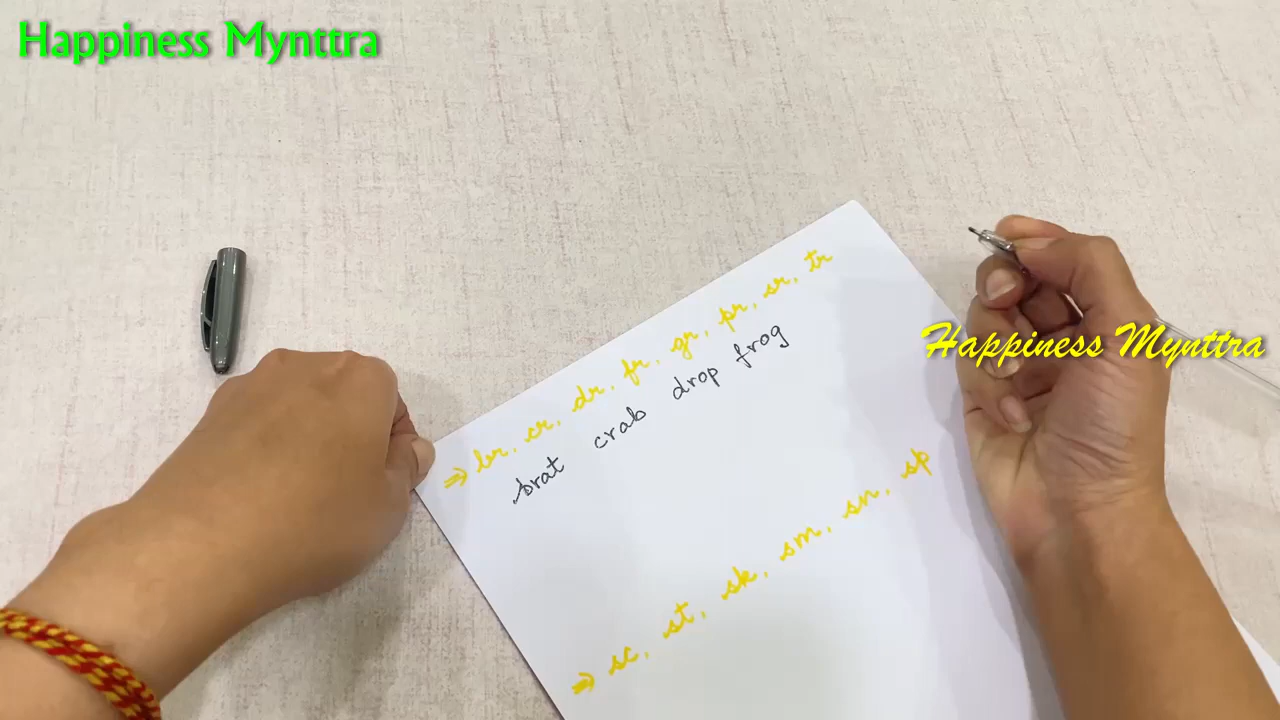 Happiness Mynttra
⇒ br, cr, dr, fr, gr, pr, sr, tr
brat crab drop frog
Happiness Mynttra
⇒ sc, st, sk, sm, sn, sp